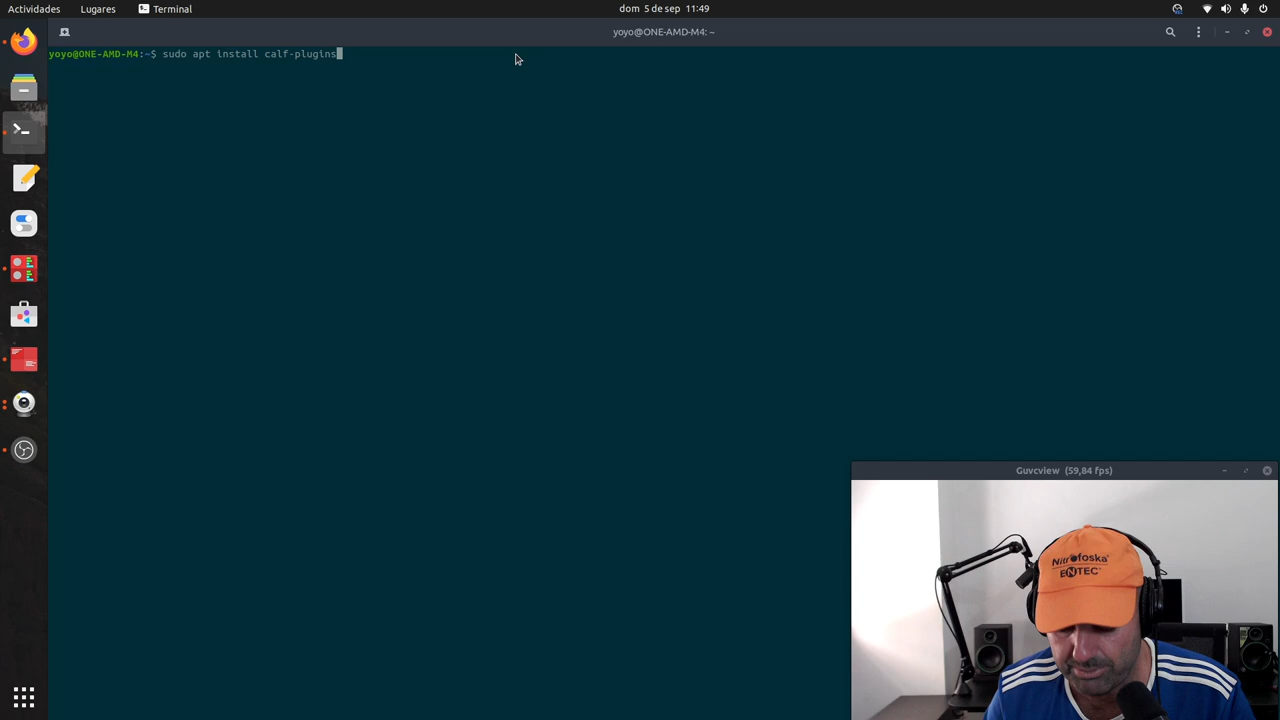 Actividades Lugares Terminal dom 5 de sep 11:49
yoyo@ONE-AMD-M4: ~
yoyo@ONE-AMD-M4:~$ sudo apt install calf-plugins
Guvcview (59,84 fps)
Nitrofoska
ENTEC